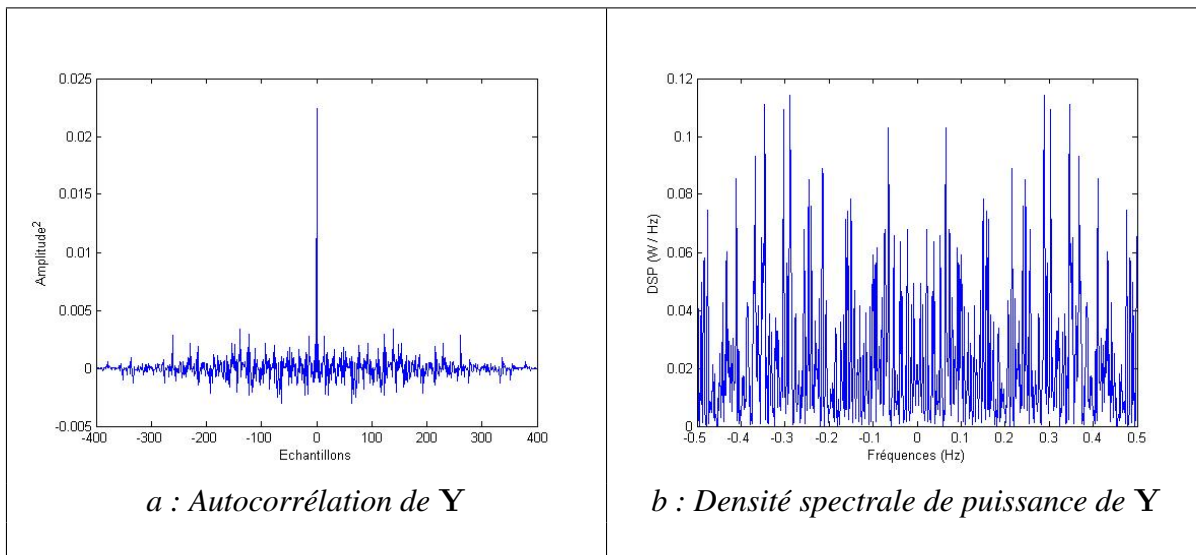 0.025
0.02
0.015
0.01
0.005
0
-0.005
-400 -300 -200 -100 0 100 200 300 400
Amplitude²
Echantillons
a : Autocorrélation de Y
0.12
0.1
0.08
0.06
0.04
0.02
0
-0.5 -0.4 -0.3 -0.2 -0.1 0 0.1 0.2 0.3 0.4 0.5
DSP (W / Hz)
Fréquences (Hz)
b : Densité spectrale de puissance de Y